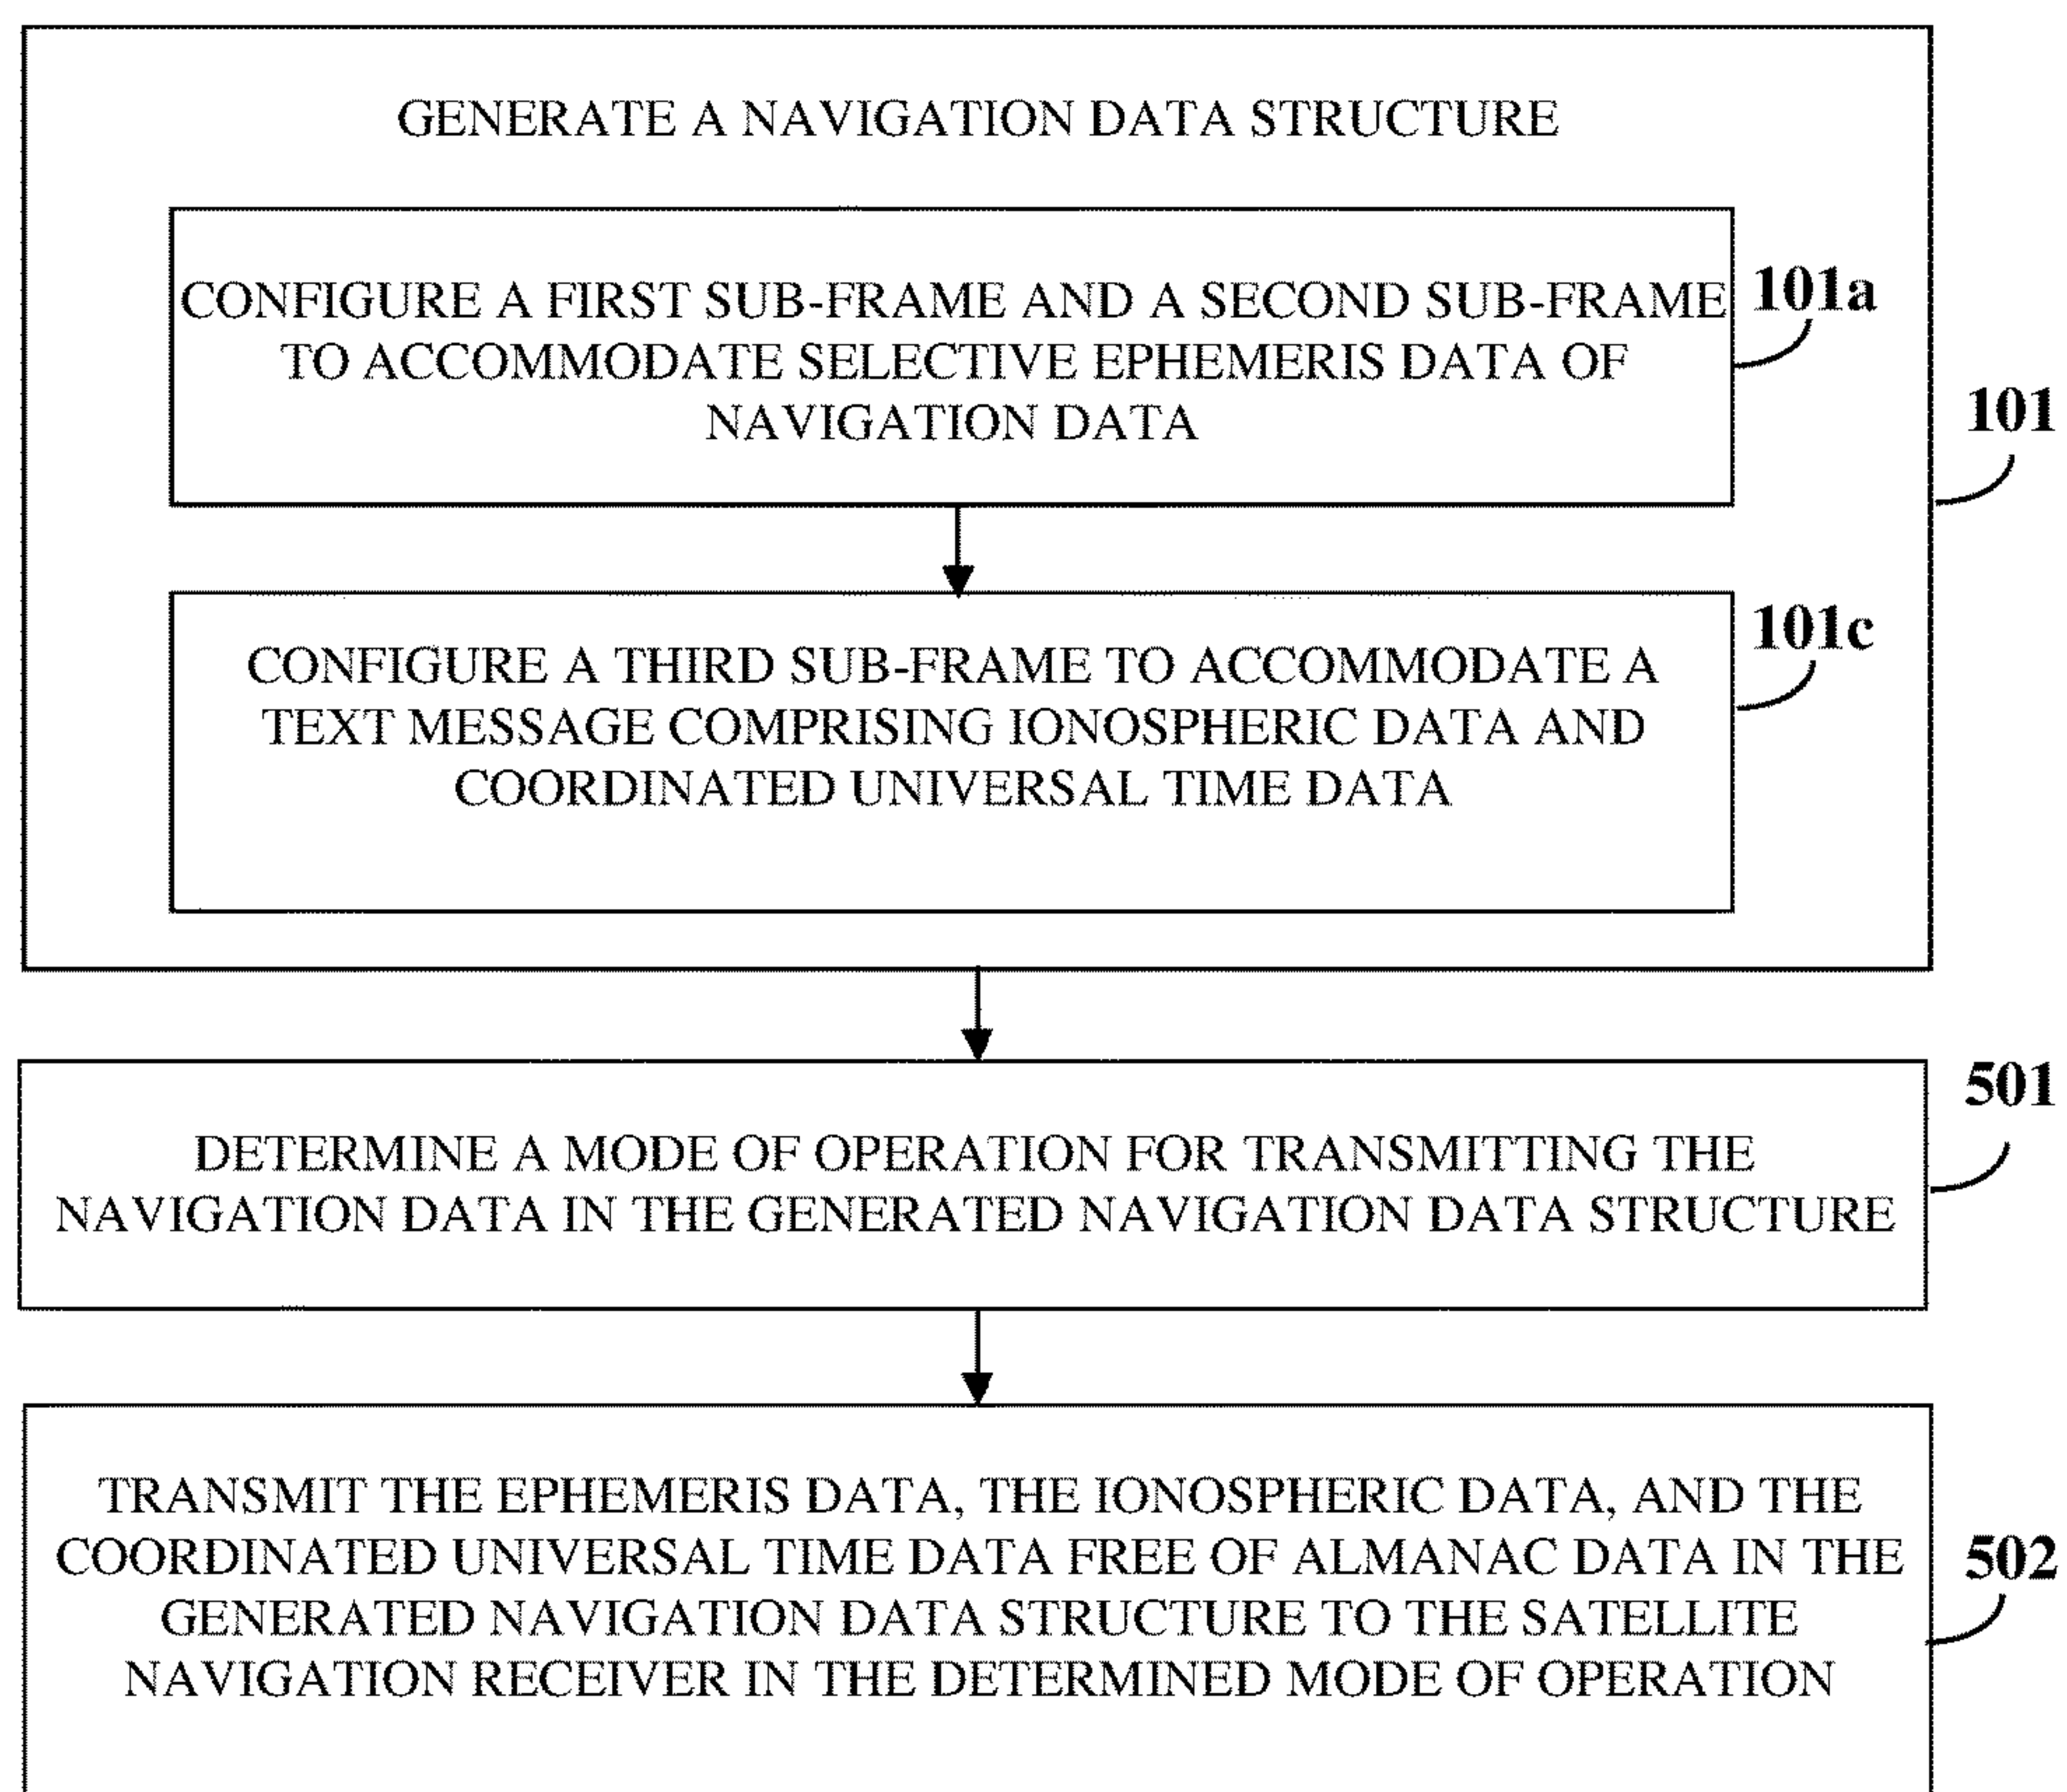 GENERATE A NAVIGATION DATA STRUCTURE
CONFIGURE A FIRST SUB-FRAME AND A SECOND SUB-FRAME
TO ACCOMMODATE SELECTIVE EPHEMERIS DATA OF
NAVIGATION DATA
101a
101
CONFIGURE A THIRD SUB-FRAME TO ACCOMMODATE A
TEXT MESSAGE COMPRISING IONOSPHERIC DATA AND
COORDINATED UNIVERSAL TIME DATA
101c
DETERMINE A MODE OF OPERATION FOR TRANSMITTING THE
NAVIGATION DATA IN THE GENERATED NAVIGATION DATA STRUCTURE
501
TRANSMIT THE EPHEMERIS DATA, THE IONOSPHERIC DATA, AND THE
COORDINATED UNIVERSAL TIME DATA FREE OF ALMANAC DATA IN THE
GENERATED NAVIGATION DATA STRUCTURE TO THE SATELLITE
NAVIGATION RECEIVER IN THE DETERMINED MODE OF OPERATION
502